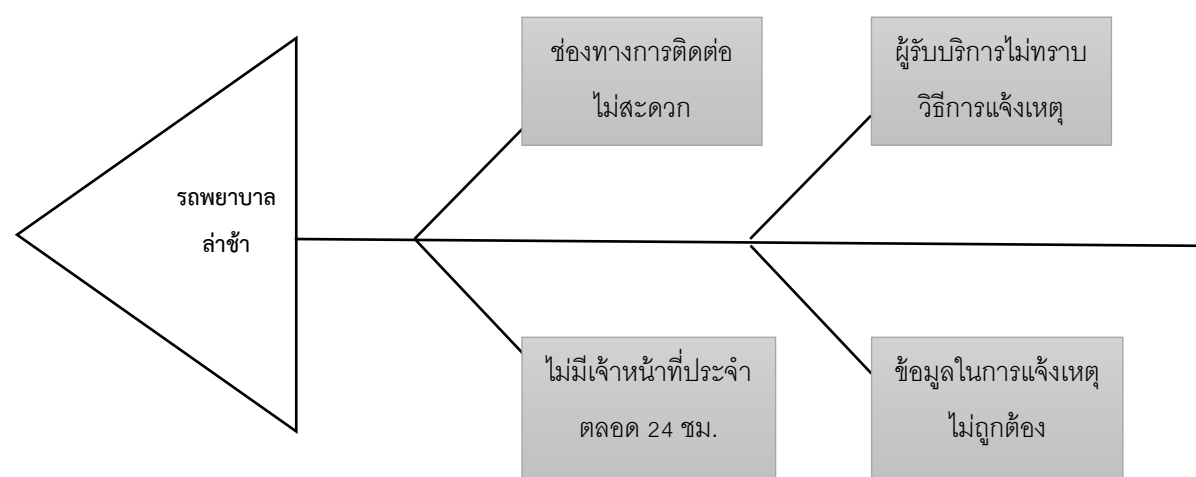 ช่องทางการติดต่อ
ไม่สะดวก
ผู้รับบริการไม่ทราบ
วิธีการแจ้งเหตุ
รถพยาบาล
ล่าช้า
ไม่มีเจ้าหน้าที่ประจำ
ตลอด 24 ชม.
ข้อมูลในการแจ้งเหตุ
ไม่ถูกต้อง